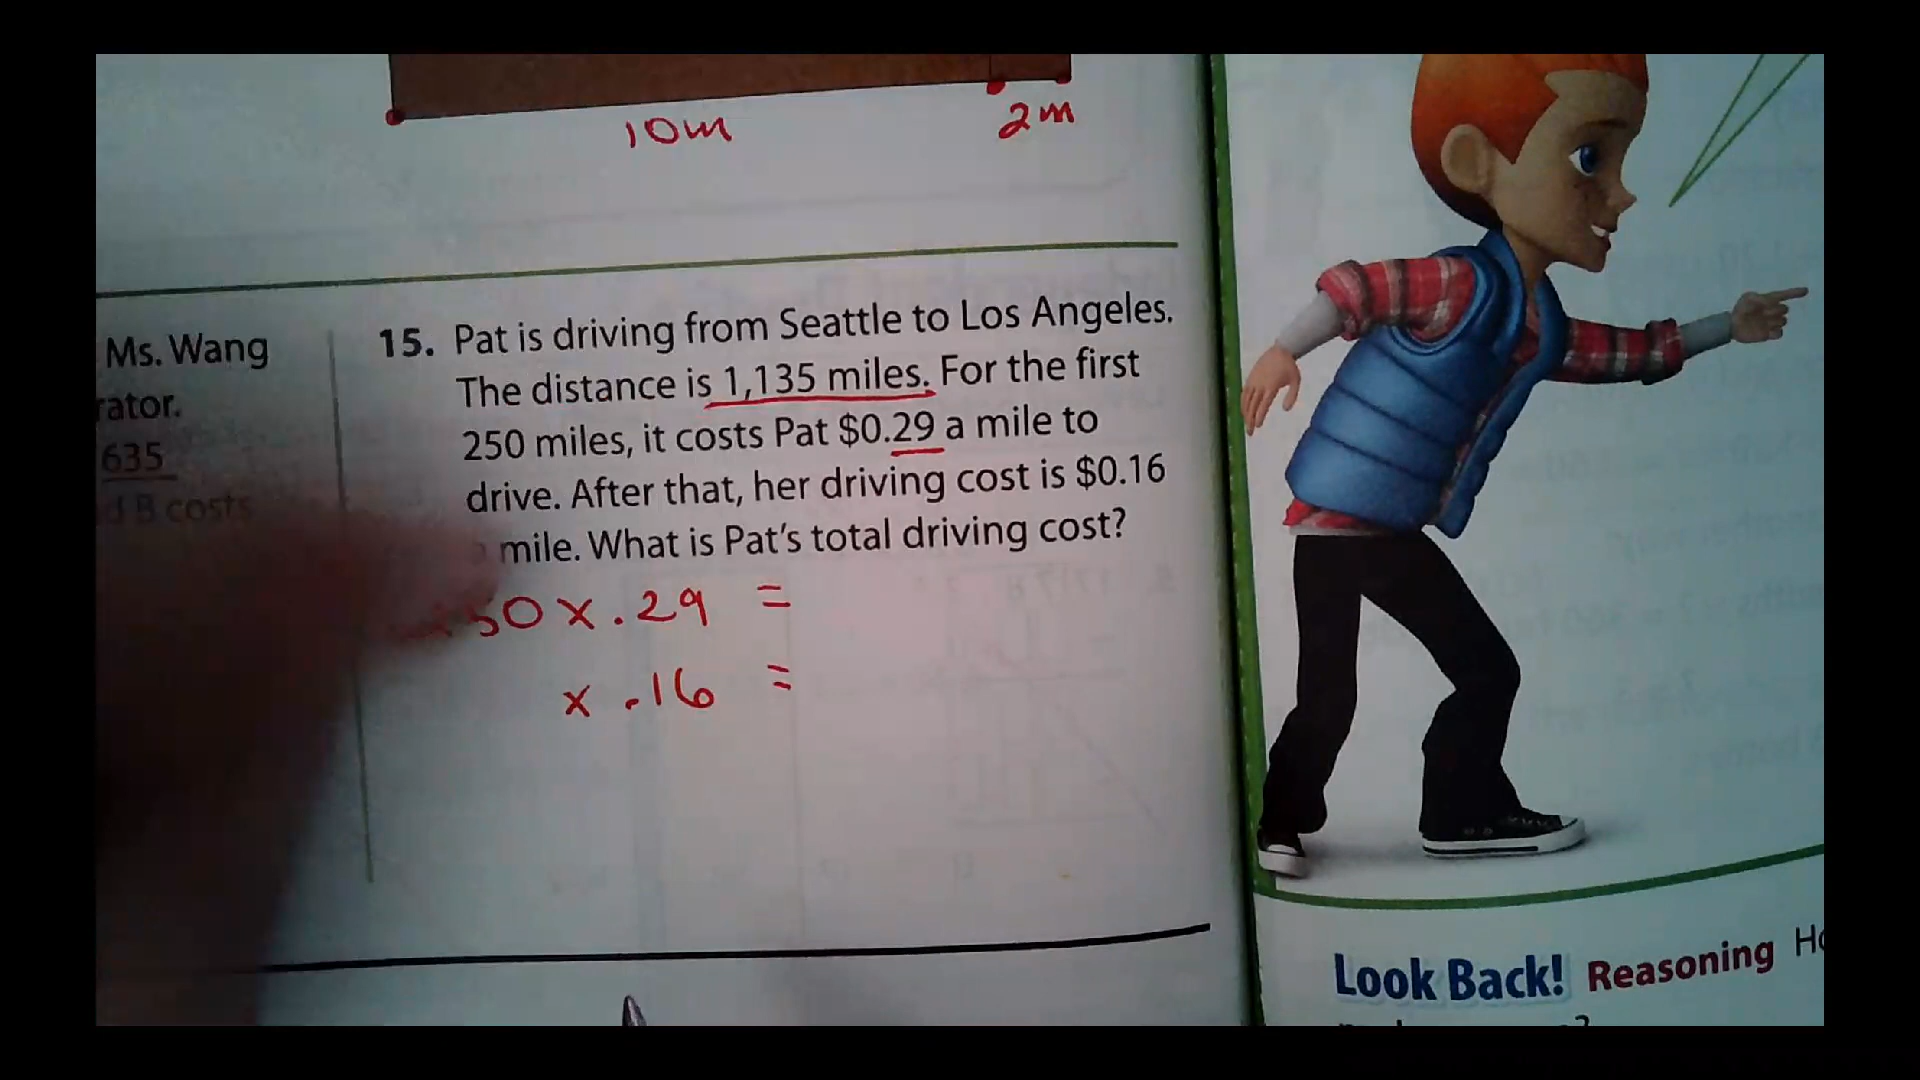 10m
2m
Ms. Wang
rator.
635
d B costs
15. Pat is driving from Seattle to Los Angeles.
The distance is 1,135 miles. For the first
250 miles, it costs Pat $0.29 a mile to
drive. After that, her driving cost is $0.16
a mile. What is Pat's total driving cost?
50 x .29 =
x .16 =
Look Back! Reasoning